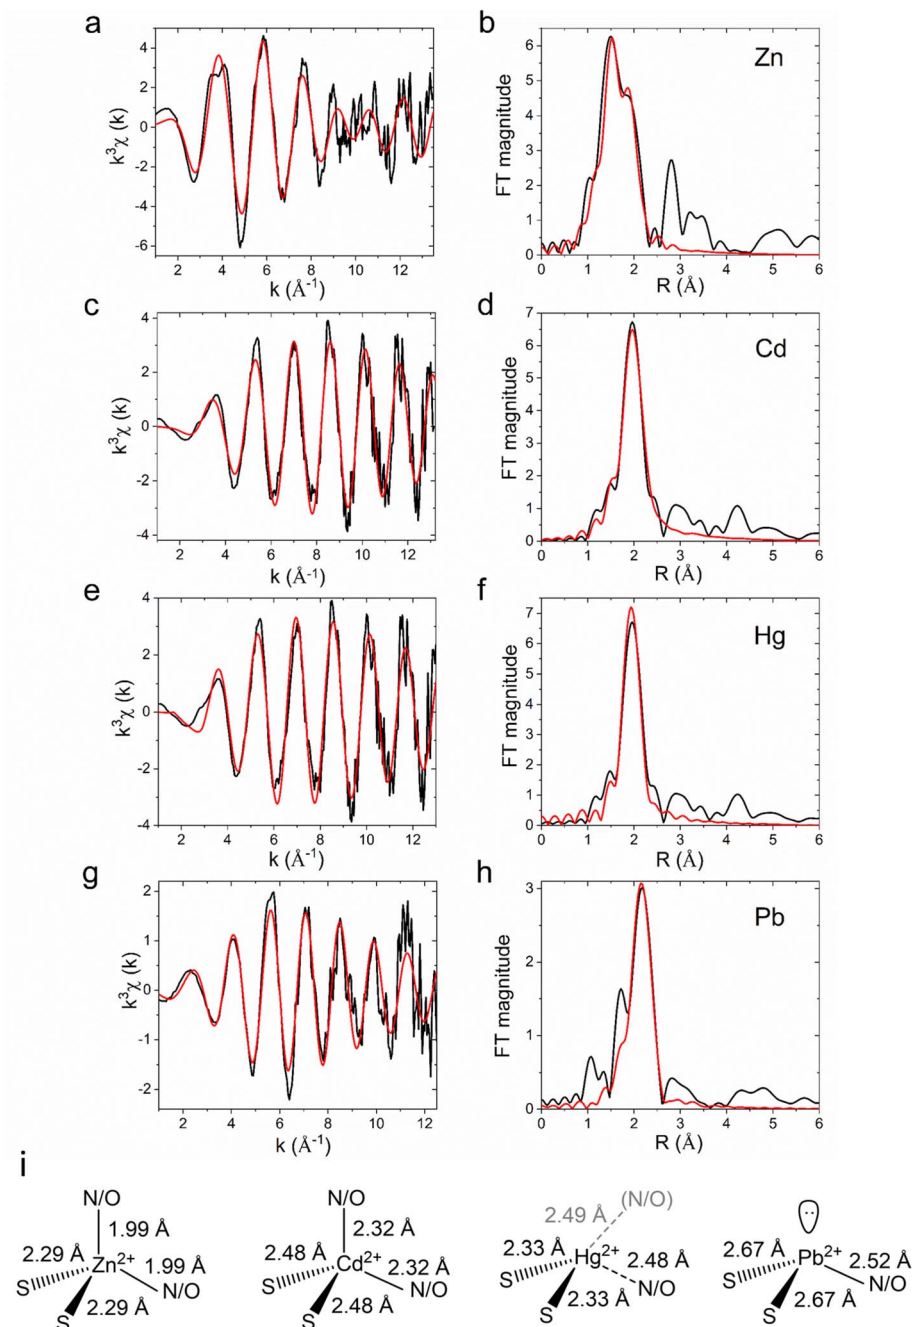 a
4
2
0
-2
-4
-6
k³χ (k)
2 4 6 8 10 12
k (Å⁻¹)
b
Zn
6
5
4
3
2
1
0
FT magnitude
0 1 2 3 4 5 6
R (Å)
c
4
2
0
-2
-4
k³χ (k)
2 4 6 8 10 12
k (Å⁻¹)
d
Cd
7
6
5
4
3
2
1
0
FT magnitude
0 1 2 3 4 5 6
R (Å)
e
4
2
0
-2
-4
k³χ (k)
2 4 6 8 10 12
k (Å⁻¹)
f
Hg
7
6
5
4
3
2
1
0
FT magnitude
0 1 2 3 4 5 6
R (Å)
g
2
1
0
-1
-2
k³χ (k)
2 4 6 8 10 12
k (Å⁻¹)
h
Pb
3
2
1
0
FT magnitude
0 1 2 3 4 5 6
R (Å)
i
N/O
1.99 Å
2.29 Å Zn²⁺ 1.99 Å
S N/O
2.29 Å
S
N/O
2.32 Å
2.48 Å Cd²⁺ 2.32 Å
S N/O
2.48 Å
S
(N/O)
2.49 Å
2.33 Å Hg²⁺ 2.48 Å
S N/O
2.33 Å
S
··
2.67 Å Pb²⁺ 2.52 Å
S N/O
2.67 Å
S